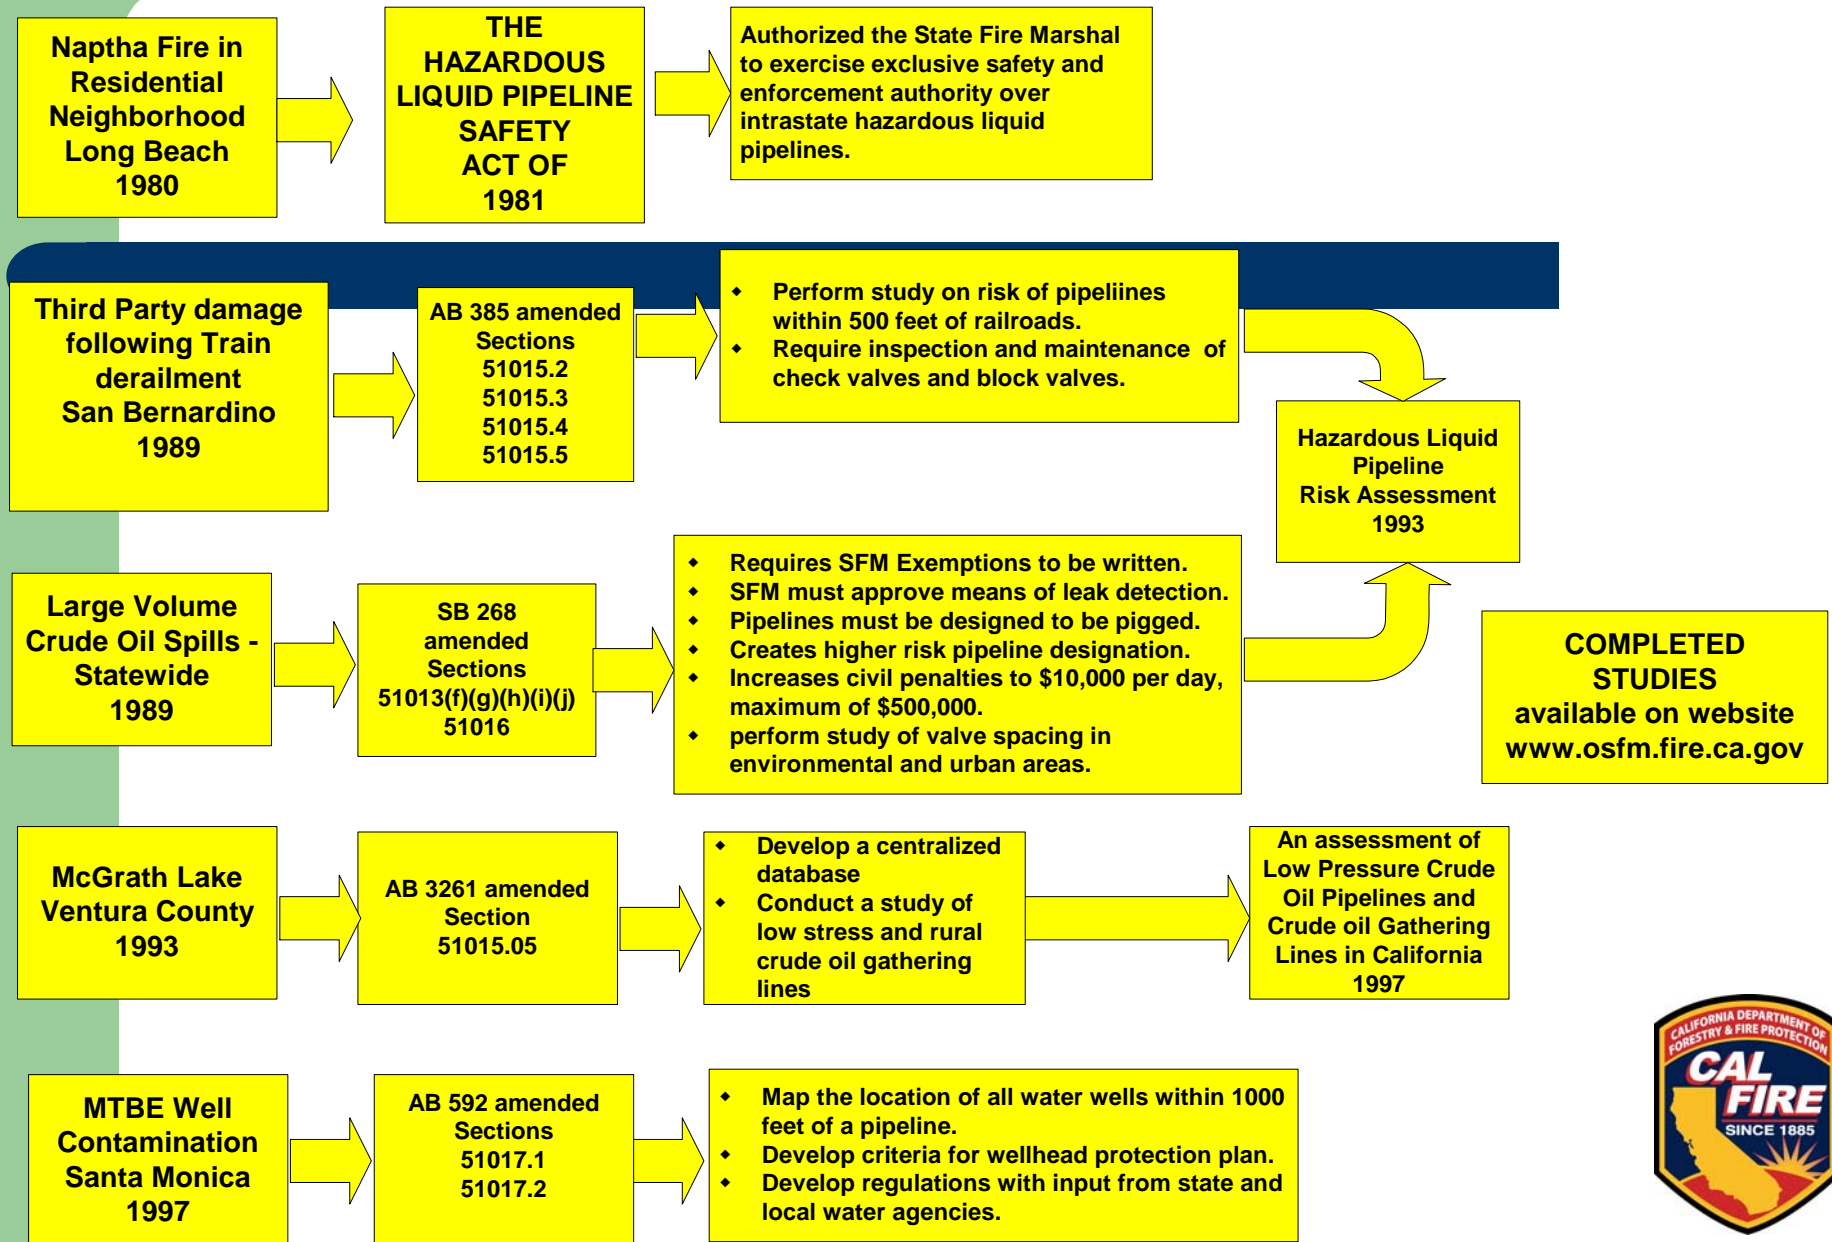 Naptha Fire in
Residential
Neighborhood
Long Beach
1980
THE
HAZARDOUS
LIQUID PIPELINE
SAFETY
ACT OF
1981
Authorized the State Fire Marshal
to exercise exclusive safety and
enforcement authority over
intrastate hazardous liquid
pipelines.
Third Party damage
following Train
derailment
San Bernardino
1989
AB 385 amended
Sections
51015.2
51015.3
51015.4
51015.5
◆ Perform study on risk of pipeliines
within 500 feet of railroads.
◆ Require inspection and maintenance of
check valves and block valves.
Hazardous Liquid
Pipeline
Risk Assessment
1993
Large Volume
Crude Oil Spills -
Statewide
1989
SB 268
amended
Sections
51013(f)(g)(h)(i)(j)
51016
◆ Requires SFM Exemptions to be written.
◆ SFM must approve means of leak detection.
◆ Pipelines must be designed to be pigged.
◆ Creates higher risk pipeline designation.
◆ Increases civil penalties to $10,000 per day,
maximum of $500,000.
◆ perform study of valve spacing in
environmental and urban areas.
COMPLETED
STUDIES
available on website
www.osfm.fire.ca.gov
McGrath Lake
Ventura County
1993
AB 3261 amended
Section
51015.05
◆ Develop a centralized
database
◆ Conduct a study of
low stress and rural
crude oil gathering
lines
An assessment of
Low Pressure Crude
Oil Pipelines and
Crude oil Gathering
Lines in California
1997
MTBE Well
Contamination
Santa Monica
1997
AB 592 amended
Sections
51017.1
51017.2
◆ Map the location of all water wells within 1000
feet of a pipeline.
◆ Develop criteria for wellhead protection plan.
◆ Develop regulations with input from state and
local water agencies.
CALIFORNIA DEPARTMENT OF
FORESTRY & FIRE PROTECTION
CAL
FIRE
SINCE 1885